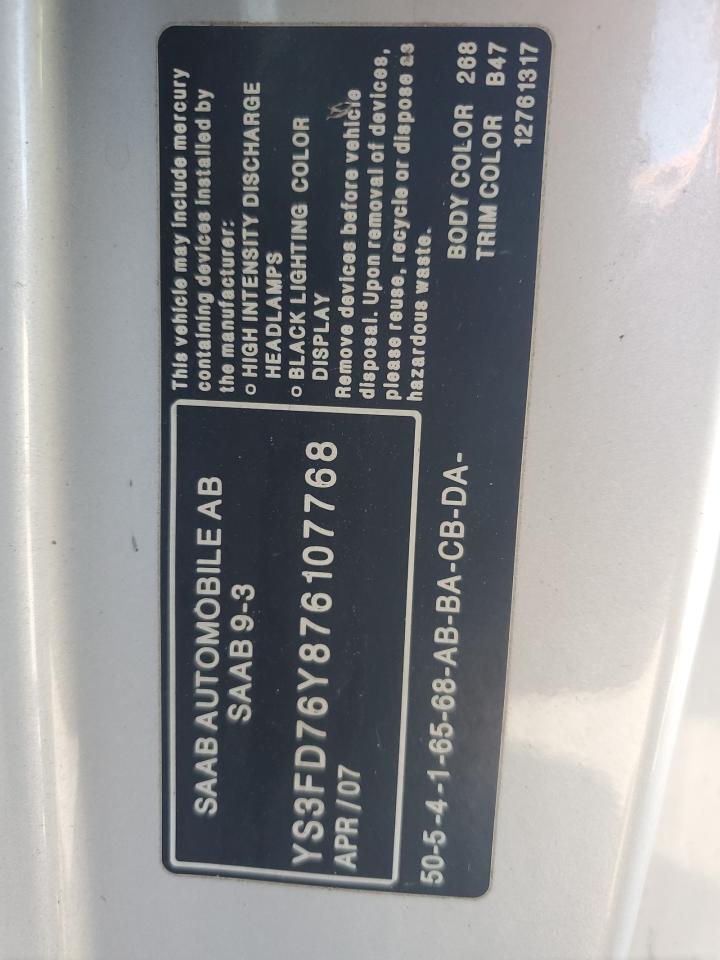 SAAB AUTOMOBILE AB
SAAB 9-3
YS3FD76Y876107768
APR/07
50-5-4-1-65-68-AB-BA-CB-DA-
This vehicle may include mercury
containing devices installed by
the manufacturer:
o HIGH INTENSITY DISCHARGE
HEADLAMPS
o BLACK LIGHTING COLOR
DISPLAY
Remove devices before vehicle
disposal. Upon removal of devices,
please reuse, recycle or dispose as
hazardous waste.
BODY COLOR 268
TRIM COLOR B47
12761317